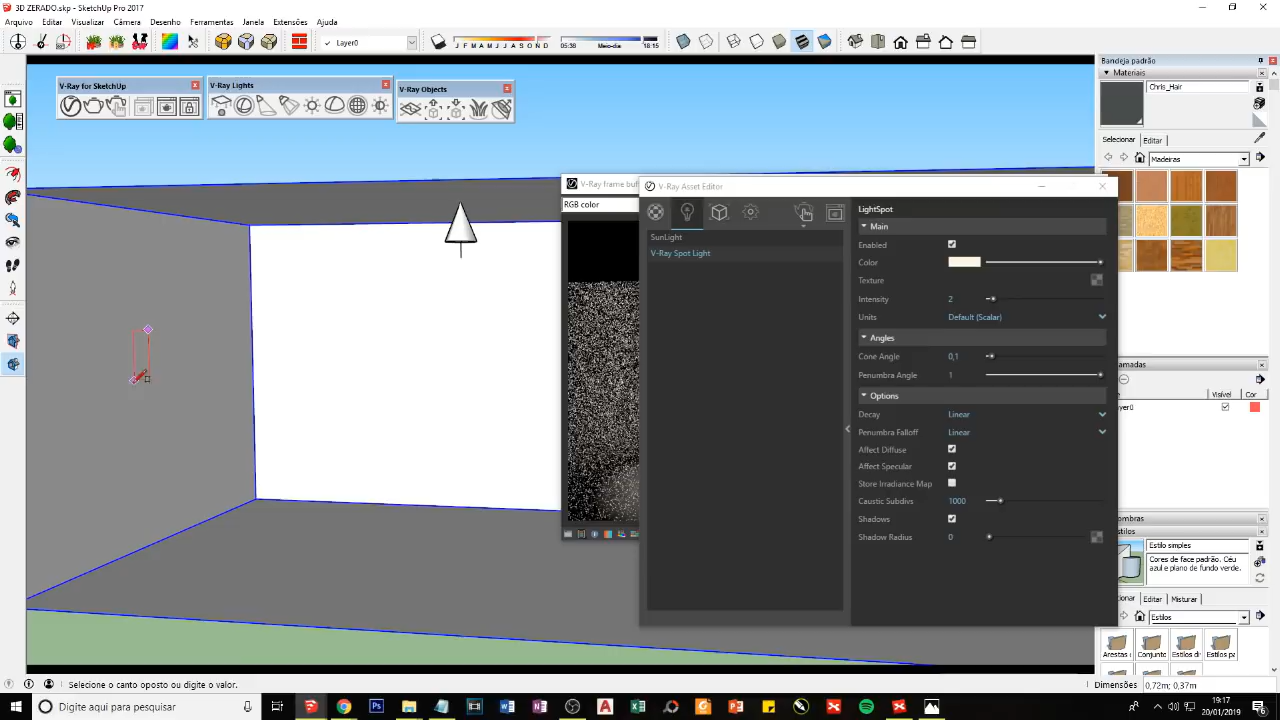 3D ZERADO.skp - SketchUp Pro 2017
Arquivo Editar Visualizar Câmera Desenho Ferramentas Janela Extensões Ajuda
Layer0
J F M A M J J A S O N D
05:38 Meio-dia 18:15
V-Ray for SketchUp
V-Ray Lights
V-Ray Objects
Bandeja padrão
Materiais
Chris_Hair
Selecionar Editar
Madeiras
RGB color
V-Ray Asset Editor
SunLight
V-Ray Spot Light
LightSpot
Main
Enabled
Color
Texture
Intensity 2
Units Default (Scalar)
Angles
Cone Angle 0,1
Penumbra Angle 1
Options
Decay Linear
Penumbra Falloff Linear
Affect Diffuse
Affect Specular
Store Irradiance Map
Caustic Subdivs 1000
Shadows
Shadow Radius 0
Visível Cor
Estilo simples
Cores de face padrão, Céu
azul e plano de fundo verde.
Editar Misturar
Estilos
Arestas Conjunto Estilos d Estilos pa
Selecione o canto oposto ou digite o valor.
Dimensões 0,72m; 0,37m
Digite aqui para pesquisar
19:17
20/01/2019